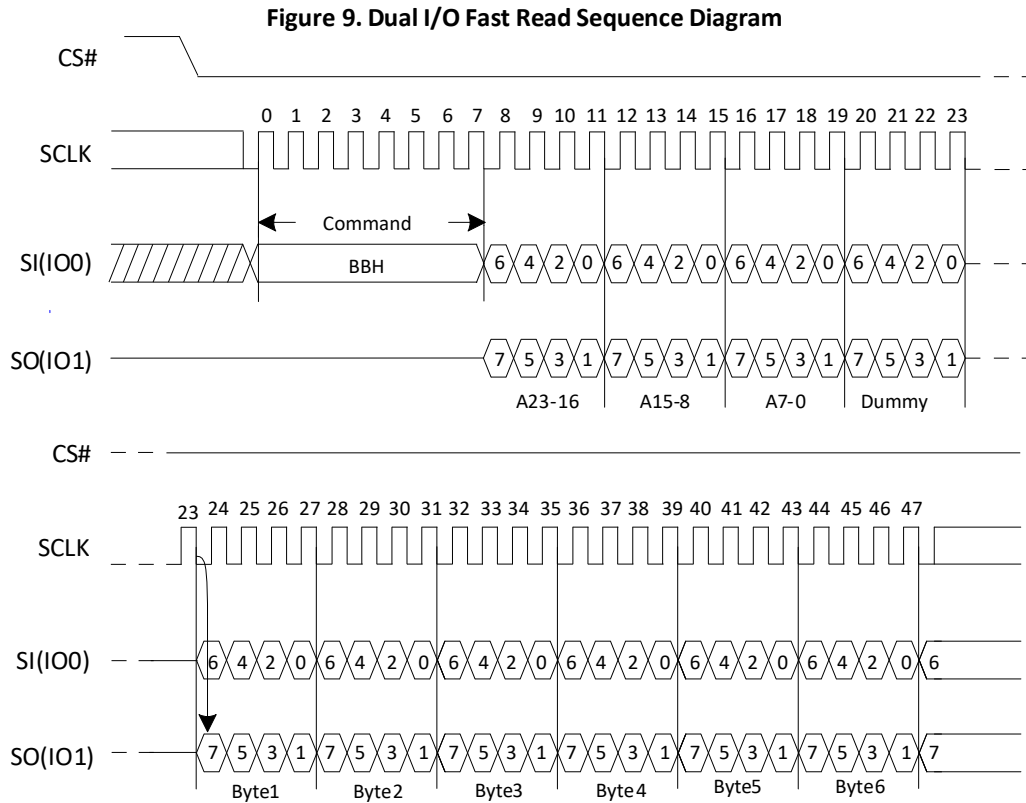 Figure 9. Dual I/O Fast Read Sequence Diagram
CS#
0 1 2 3 4 5 6 7 8 9 10 11 12 13 14 15 16 17 18 19 20 21 22 23
SCLK
Command
SI(IO0) BBH 6 4 2 0 6 4 2 0 6 4 2 0 6 4 2 0
SO(IO1) 7 5 3 1 7 5 3 1 7 5 3 1 7 5 3 1
A23-16 A15-8 A7-0 Dummy
CS#
23 24 25 26 27 28 29 30 31 32 33 34 35 36 37 38 39 40 41 42 43 44 45 46 47
SCLK
SI(IO0) 6 4 2 0 6 4 2 0 6 4 2 0 6 4 2 0 6 4 2 0 6 4 2 0 6
SO(IO1) 7 5 3 1 7 5 3 1 7 5 3 1 7 5 3 1 7 5 3 1 7 5 3 1 7
Byte1 Byte2 Byte3 Byte4 Byte5 Byte6